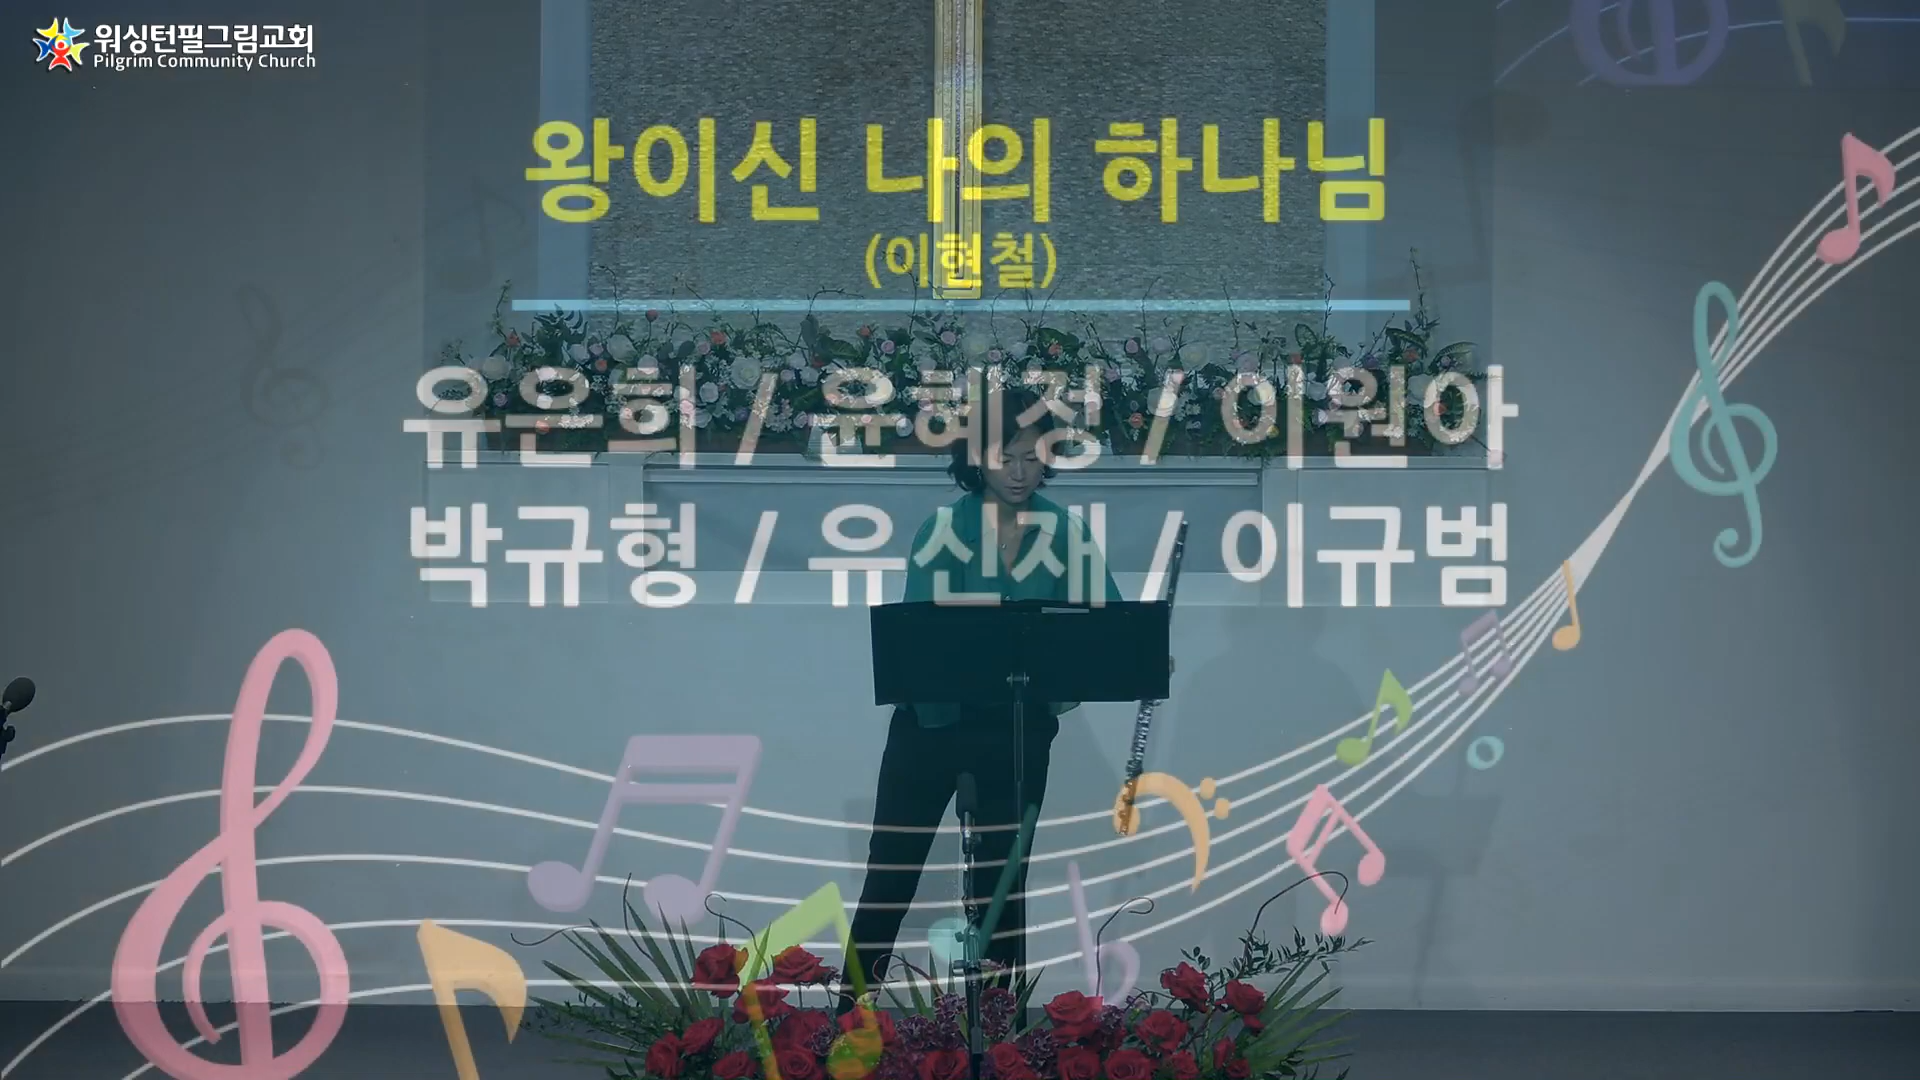 워싱턴필그림교회
Pilgrim Community Church
왕이신 나의 하나님
(이현철)
유은희 / 윤혜정 / 이원아
박규형 / 유신재 / 이규범